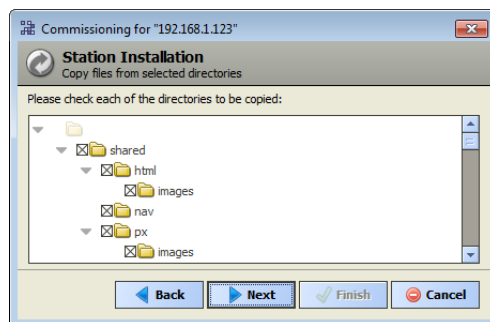 Commissioning for "192.168.1.123"
Station Installation
Copy files from selected directories
Please check each of the directories to be copied:
shared
html
images
nav
px
images
Back Next Finish Cancel